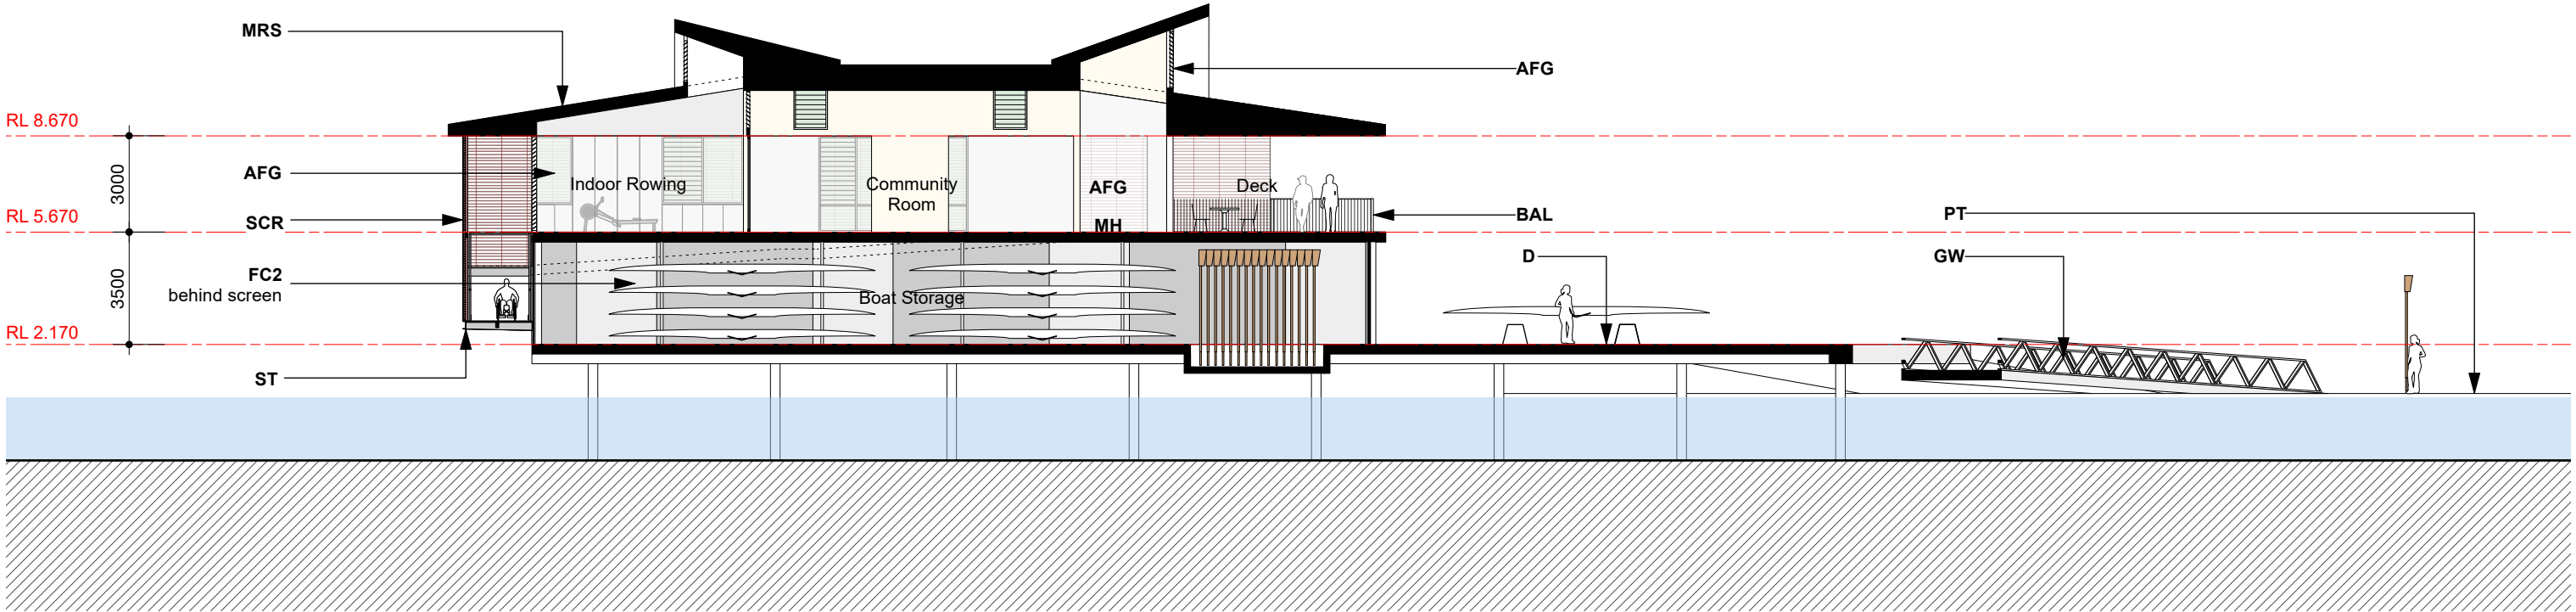 MRS
AFG
RL 8.670
3000
AFG
Indoor Rowing
Community
Room
AFG
Deck
RL 5.670
SCR
MH
BAL
PT
FC2
behind screen
3500
Boat Storage
D
GW
RL 2.170
ST